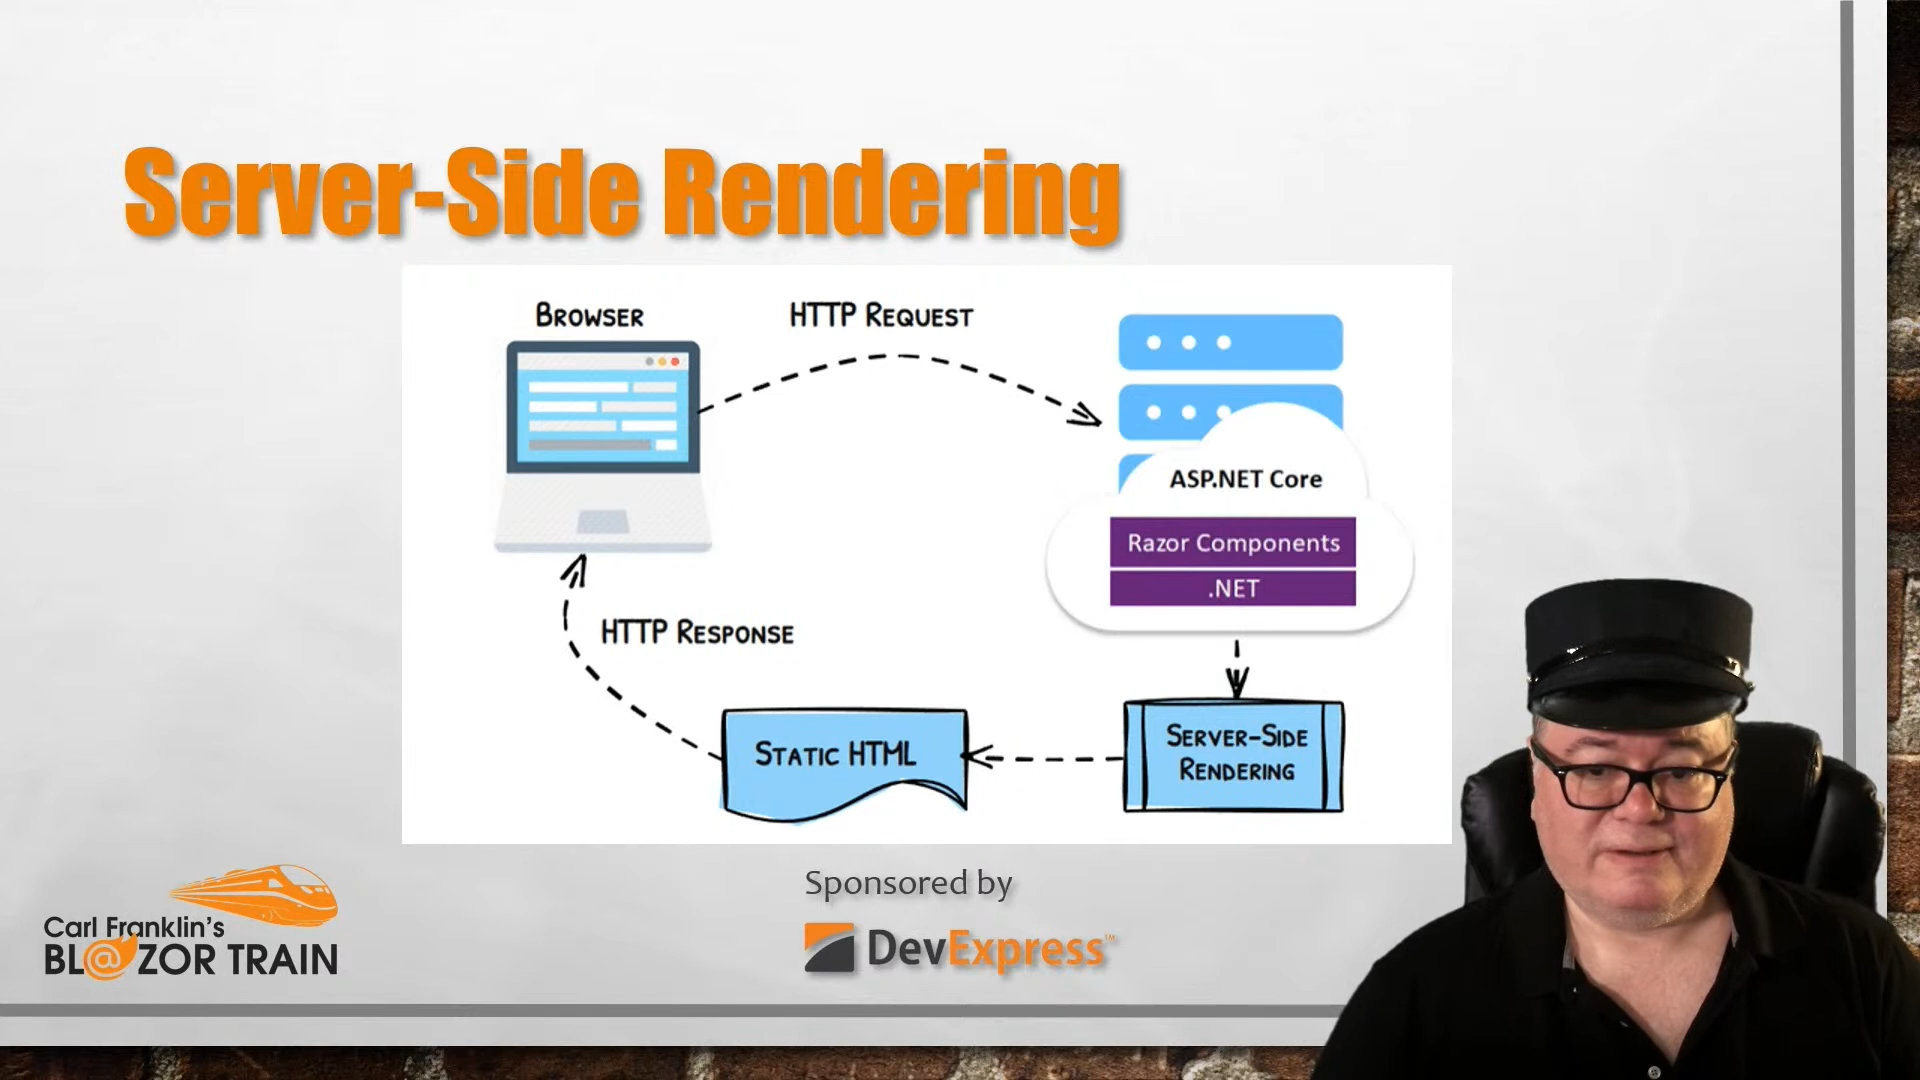 Server-Side Rendering
BROWSER
HTTP REQUEST
ASP.NET Core
Razor Components
.NET
HTTP RESPONSE
STATIC HTML
SERVER-SIDE
RENDERING
Sponsored by
DevExpress™
Carl Franklin's
BL@ZOR TRAIN